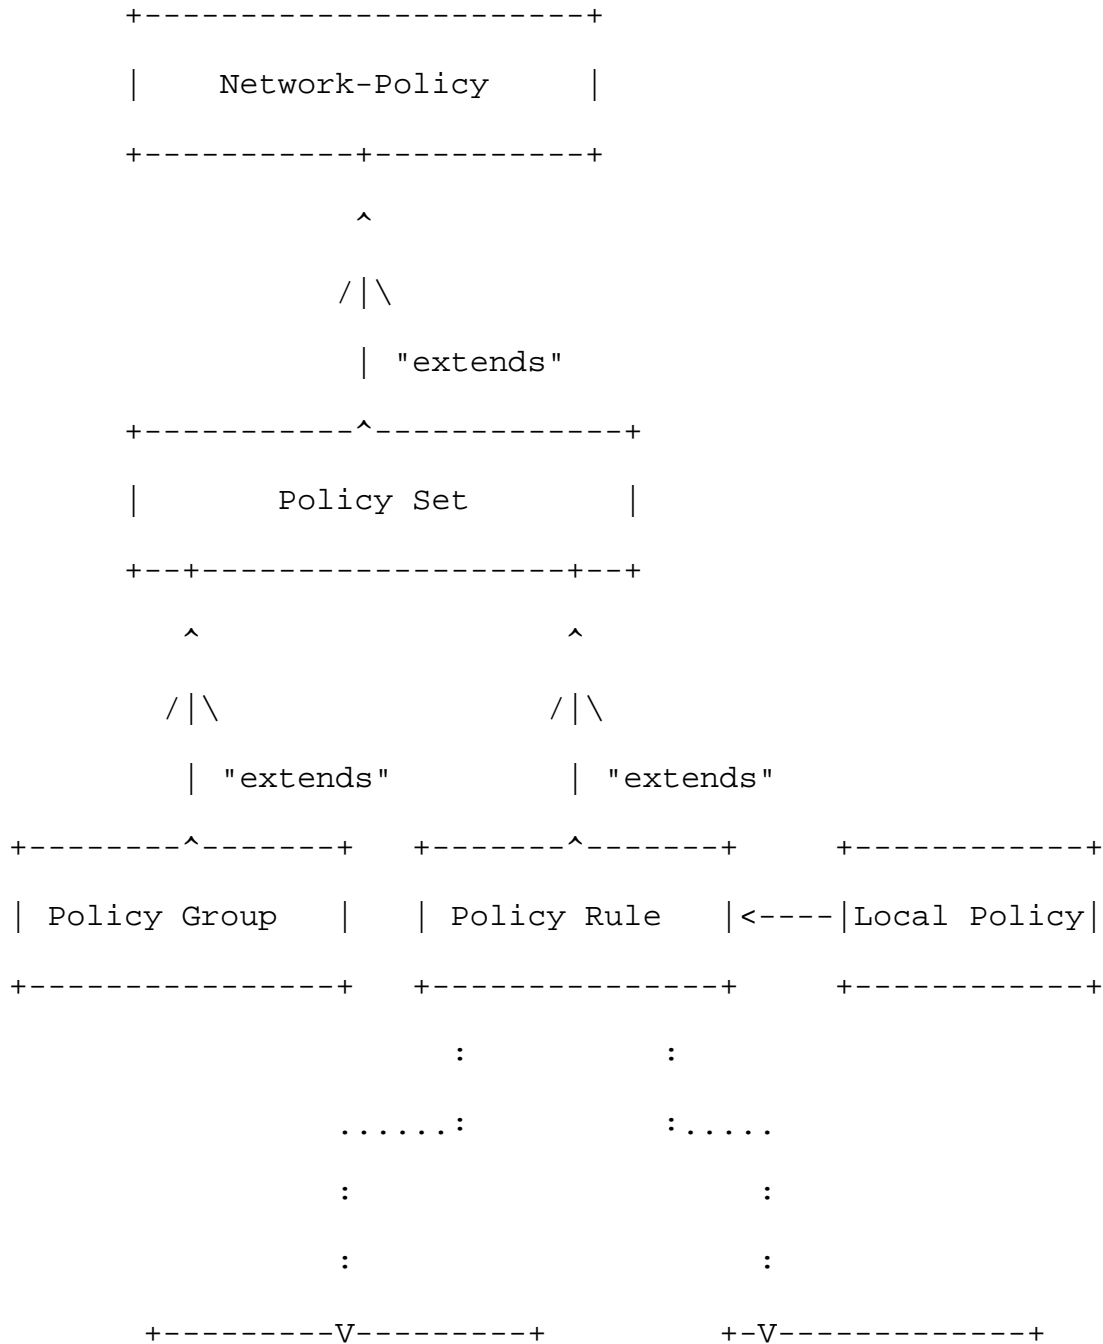 +-----------------------+
|    Network-Policy     |
+-----------+-----------+
            ^
           /|\
            | "extends"
+-----------^-------------+
|       Policy Set        |
+--+-------------------+--+
   ^                   ^
  /|\                 /|\
   | "extends"         | "extends"
+--------^-------+   +-------^-------+     +------------+
| Policy Group   |   | Policy Rule   |<----|Local Policy|
+----------------+   +---------------+     +------------+
                       :          :
                 ......:          :.....
                 :                     :
                 :                     :
       +---------V---------+         +-V-------------+